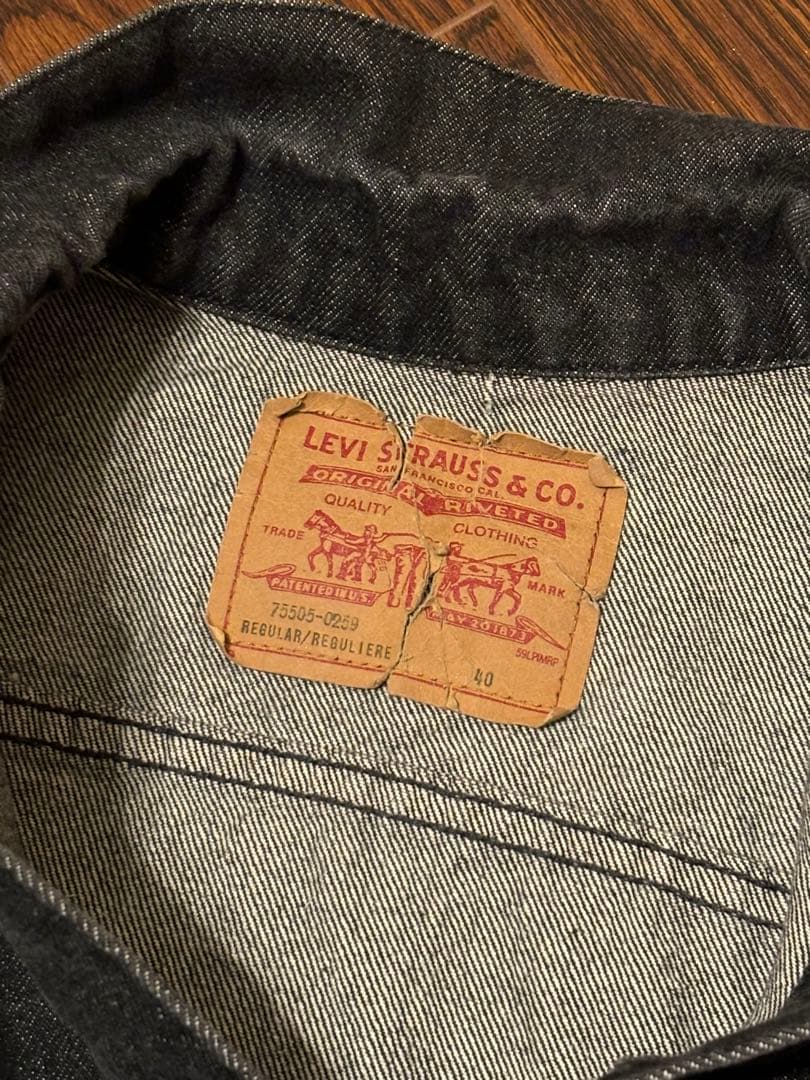 LEVI STRAUSS & CO.
SAN FRANCISCO CAL.
ORIGINAL RIVETED
QUALITY CLOTHING
TRADE MARK
PATENTED IN U.S. MAY 20 1873
75505-0259
REGULAR/REGULIERE 40